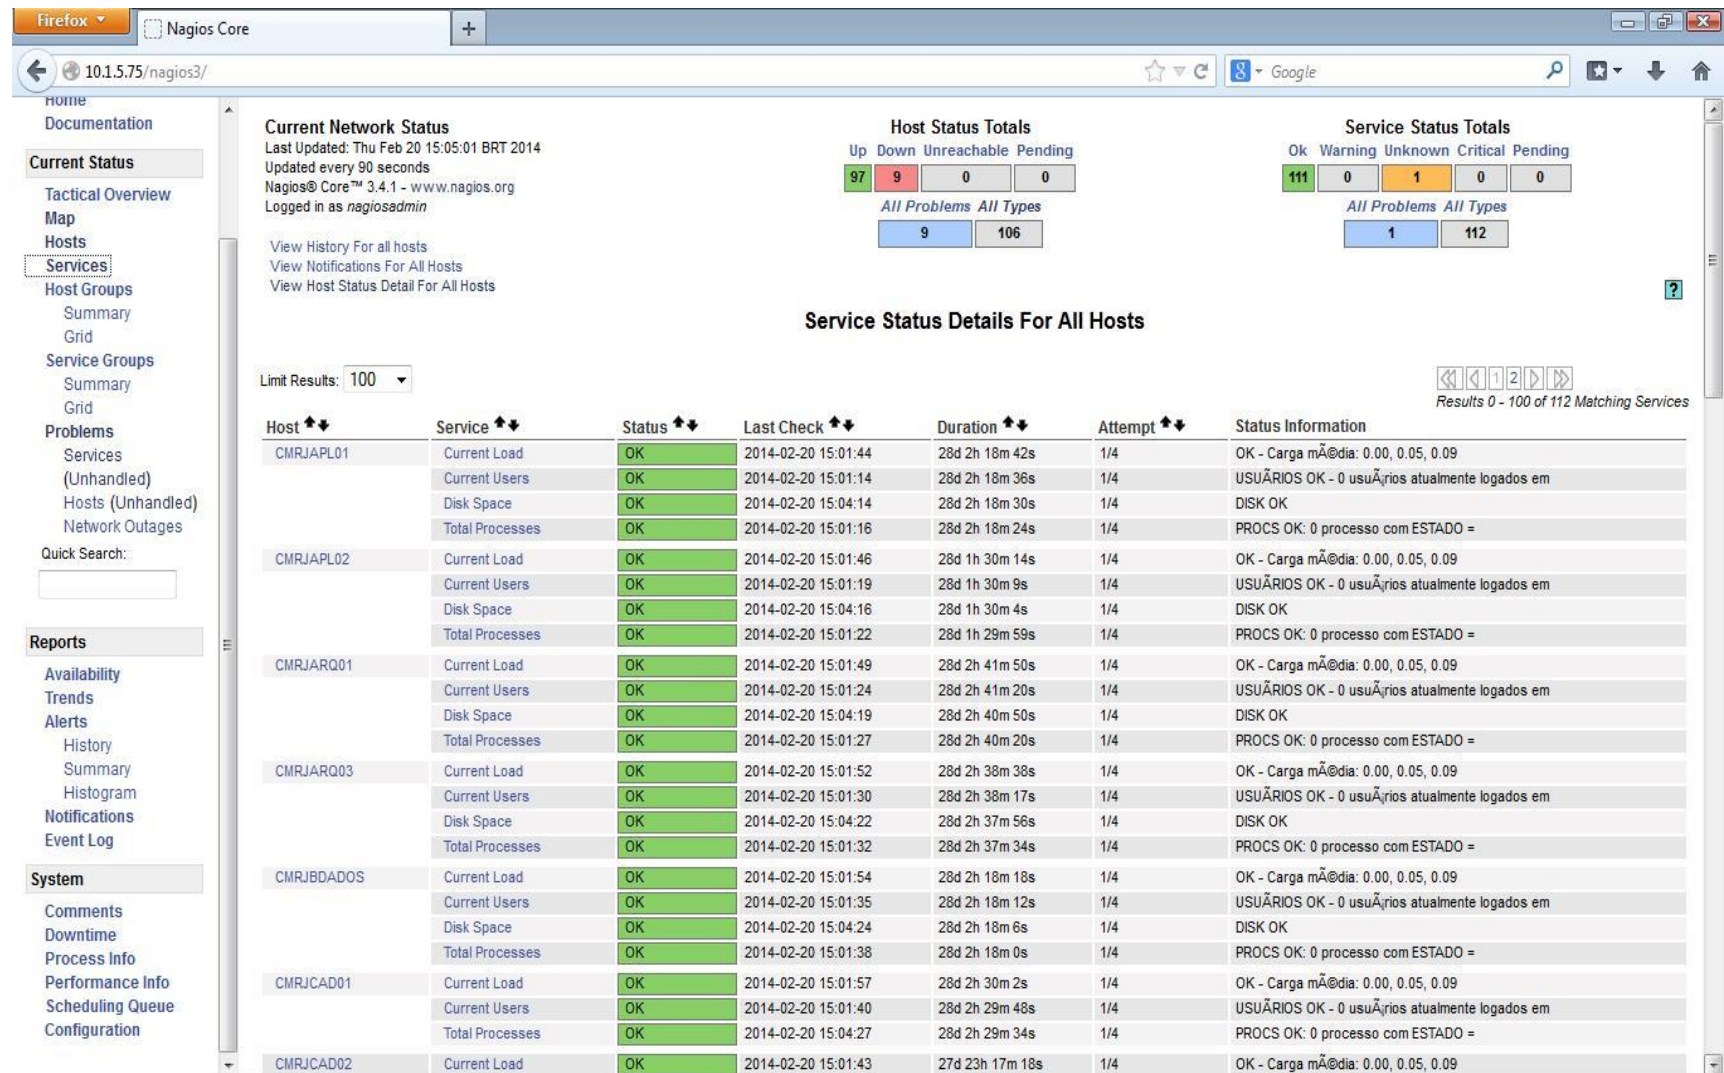 Firefox
Nagios Core
10.1.5.75/nagios3/
Google
Home
Documentation
Current Status
Tactical Overview
Map
Hosts
Services
Host Groups
Summary
Grid
Service Groups
Summary
Grid
Problems
Services
(Unhandled)
Hosts (Unhandled)
Network Outages
Quick Search:
Reports
Availability
Trends
Alerts
History
Summary
Histogram
Notifications
Event Log
System
Comments
Downtime
Process Info
Performance Info
Scheduling Queue
Configuration
Current Network Status
Last Updated: Thu Feb 20 15:05:01 BRT 2014
Updated every 90 seconds
Nagios® Core™ 3.4.1 - www.nagios.org
Logged in as nagiosadmin
View History For all hosts
View Notifications For All Hosts
View Host Status Detail For All Hosts
Host Status Totals
Up Down Unreachable Pending
97 9 0 0
All Problems All Types
9 106
Service Status Totals
Ok Warning Unknown Critical Pending
111 0 1 0 0
All Problems All Types
1 112
?
Service Status Details For All Hosts
Limit Results: 100
1 2
Results 0 - 100 of 112 Matching Services
Host Service Status Last Check Duration Attempt Status Information
CMRJAPL01 Current Load OK 2014-02-20 15:01:44 28d 2h 18m 42s 1/4 OK - Carga mÃ©dia: 0.00, 0.05, 0.09
Current Users OK 2014-02-20 15:01:14 28d 2h 18m 36s 1/4 USUÃRIOS OK - 0 usuÃ¡rios atualmente logados em
Disk Space OK 2014-02-20 15:04:14 28d 2h 18m 30s 1/4 DISK OK
Total Processes OK 2014-02-20 15:01:16 28d 2h 18m 24s 1/4 PROCS OK: 0 processo com ESTADO =
CMRJAPL02 Current Load OK 2014-02-20 15:01:46 28d 1h 30m 14s 1/4 OK - Carga mÃ©dia: 0.00, 0.05, 0.09
Current Users OK 2014-02-20 15:01:19 28d 1h 30m 9s 1/4 USUÃRIOS OK - 0 usuÃ¡rios atualmente logados em
Disk Space OK 2014-02-20 15:04:16 28d 1h 30m 4s 1/4 DISK OK
Total Processes OK 2014-02-20 15:01:22 28d 1h 29m 59s 1/4 PROCS OK: 0 processo com ESTADO =
CMRJARQ01 Current Load OK 2014-02-20 15:01:49 28d 2h 41m 50s 1/4 OK - Carga mÃ©dia: 0.00, 0.05, 0.09
Current Users OK 2014-02-20 15:01:24 28d 2h 41m 20s 1/4 USUÃRIOS OK - 0 usuÃ¡rios atualmente logados em
Disk Space OK 2014-02-20 15:04:19 28d 2h 40m 50s 1/4 DISK OK
Total Processes OK 2014-02-20 15:01:27 28d 2h 40m 20s 1/4 PROCS OK: 0 processo com ESTADO =
CMRJARQ03 Current Load OK 2014-02-20 15:01:52 28d 2h 38m 38s 1/4 OK - Carga mÃ©dia: 0.00, 0.05, 0.09
Current Users OK 2014-02-20 15:01:30 28d 2h 38m 17s 1/4 USUÃRIOS OK - 0 usuÃ¡rios atualmente logados em
Disk Space OK 2014-02-20 15:04:22 28d 2h 37m 56s 1/4 DISK OK
Total Processes OK 2014-02-20 15:01:32 28d 2h 37m 34s 1/4 PROCS OK: 0 processo com ESTADO =
CMRJBDADOS Current Load OK 2014-02-20 15:01:54 28d 2h 18m 18s 1/4 OK - Carga mÃ©dia: 0.00, 0.05, 0.09
Current Users OK 2014-02-20 15:01:35 28d 2h 18m 12s 1/4 USUÃRIOS OK - 0 usuÃ¡rios atualmente logados em
Disk Space OK 2014-02-20 15:04:24 28d 2h 18m 6s 1/4 DISK OK
Total Processes OK 2014-02-20 15:01:38 28d 2h 18m 0s 1/4 PROCS OK: 0 processo com ESTADO =
CMRJCAD01 Current Load OK 2014-02-20 15:01:57 28d 2h 30m 2s 1/4 OK - Carga mÃ©dia: 0.00, 0.05, 0.09
Current Users OK 2014-02-20 15:01:40 28d 2h 29m 48s 1/4 USUÃRIOS OK - 0 usuÃ¡rios atualmente logados em
Total Processes OK 2014-02-20 15:04:27 28d 2h 29m 34s 1/4 PROCS OK: 0 processo com ESTADO =
CMRJCAD02 Current Load OK 2014-02-20 15:01:43 27d 23h 17m 18s 1/4 OK - Carga mÃ©dia: 0.00, 0.05, 0.09